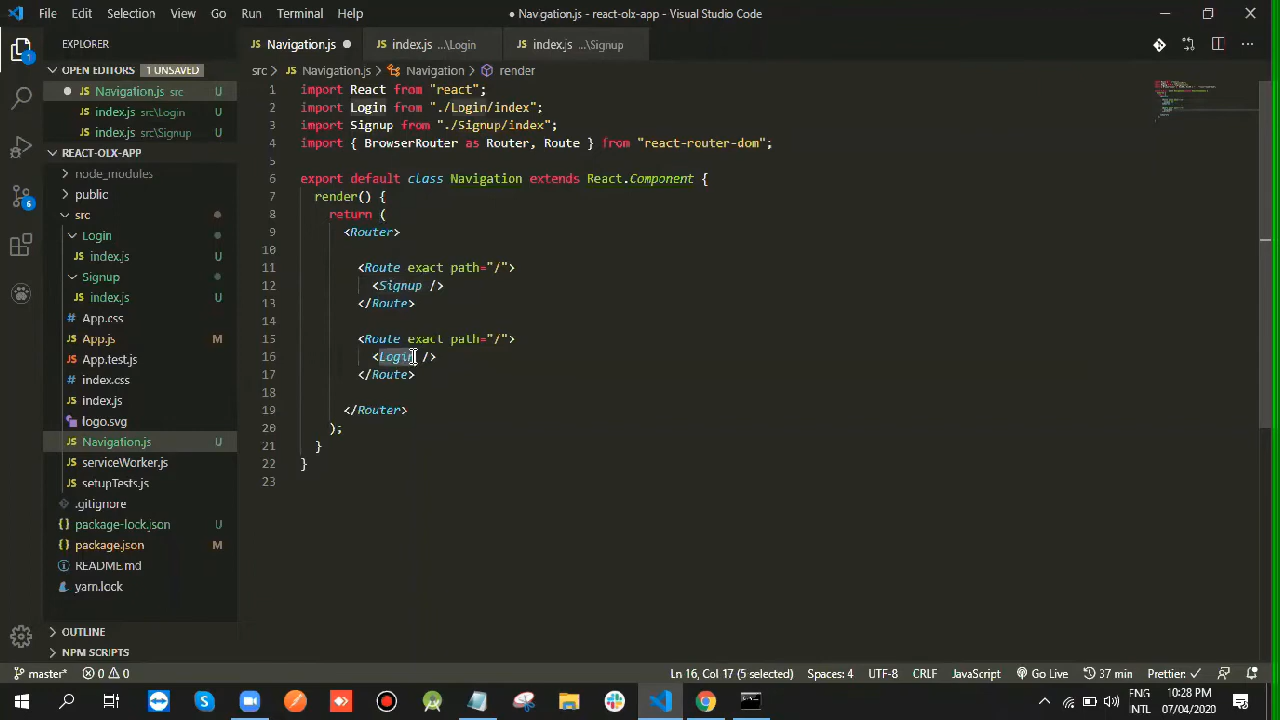 File Edit Selection View Go Run Terminal Help ● Navigation.js - react-olx-app - Visual Studio Code
EXPLORER
Navigation.js
index.js ...\Login
index.js ...\Signup
OPEN EDITORS 1 UNSAVED
Navigation.js src U
index.js src\Login U
index.js src\Signup U
REACT-OLX-APP
node_modules
public
src
Login
index.js U
Signup
index.js U
App.css
App.js M
App.test.js
index.css
index.js
logo.svg
Navigation.js U
serviceWorker.js
setupTests.js
.gitignore
package-lock.json U
package.json M
README.md
yarn.lock
OUTLINE
NPM SCRIPTS
src > JS Navigation.js > Navigation > render
1 import React from "react";
2 import Login from "./Login/index";
3 import Signup from "./Signup/index";
4 import { BrowserRouter as Router, Route } from "react-router-dom";
5
6 export default class Navigation extends React.Component {
7 render() {
8 return (
9 <Router>
10
11 <Route exact path="/">
12 <Signup />
13 </Route>
14
15 <Route exact path="/">
16 <Login />
17 </Route>
18
19 </Router>
20 );
21 }
22 }
23
master* 0 0 Ln 16, Col 17 (5 selected) Spaces: 4 UTF-8 CRLF JavaScript Go Live 37 min Prettier: ✓
ENG
INTL
10:28 PM
07/04/2020